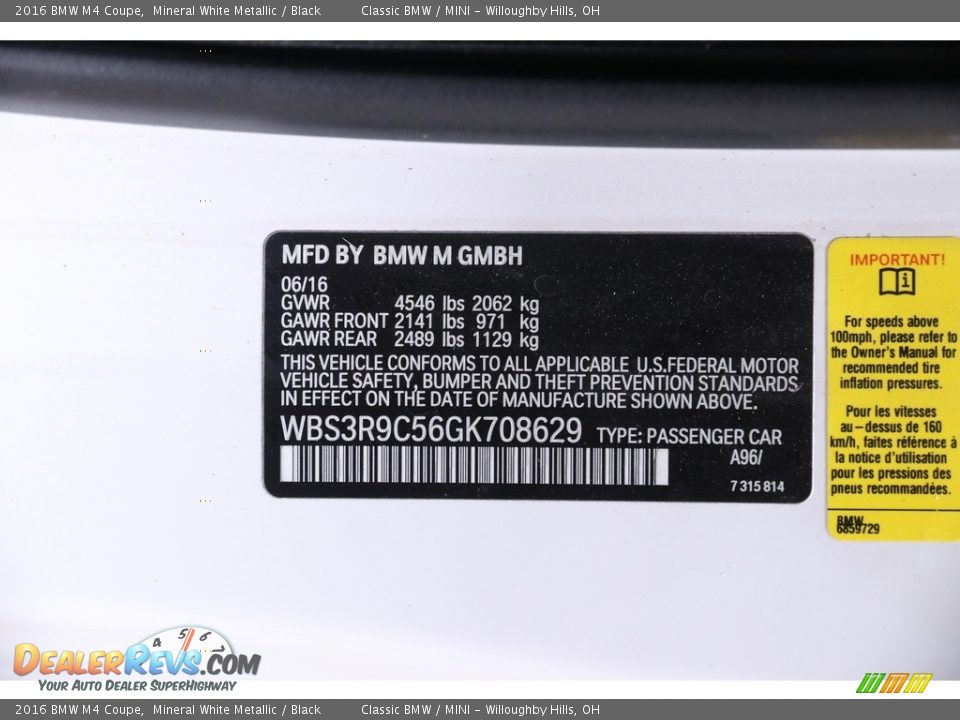 2016 BMW M4 Coupe, Mineral White Metallic / Black Classic BMW / MINI - Willoughby Hills, OH
MFD BY BMW M GMBH
06/16
GVWR 4546 lbs 2062 kg
GAWR FRONT 2141 lbs 971 kg
GAWR REAR 2489 lbs 1129 kg
THIS VEHICLE CONFORMS TO ALL APPLICABLE U.S.FEDERAL MOTOR
VEHICLE SAFETY, BUMPER AND THEFT PREVENTION STANDARDS
IN EFFECT ON THE DATE OF MANUFACTURE SHOWN ABOVE.
WBS3R9C56GK708629 TYPE: PASSENGER CAR
A96/
7 315 814
IMPORTANT!
i
For speeds above
100mph, please refer to
the Owner's Manual for
recommended tire
inflation pressures.
Pour les vitesses
au-dessus de 160
km/h, faites référence à
la notice d'utilisation
pour les pressions des
pneus recommandées.
BMW
6859729
4 5 6 7
DealerRevs.com
Your Auto Dealer SuperHighway
2016 BMW M4 Coupe, Mineral White Metallic / Black Classic BMW / MINI - Willoughby Hills, OH